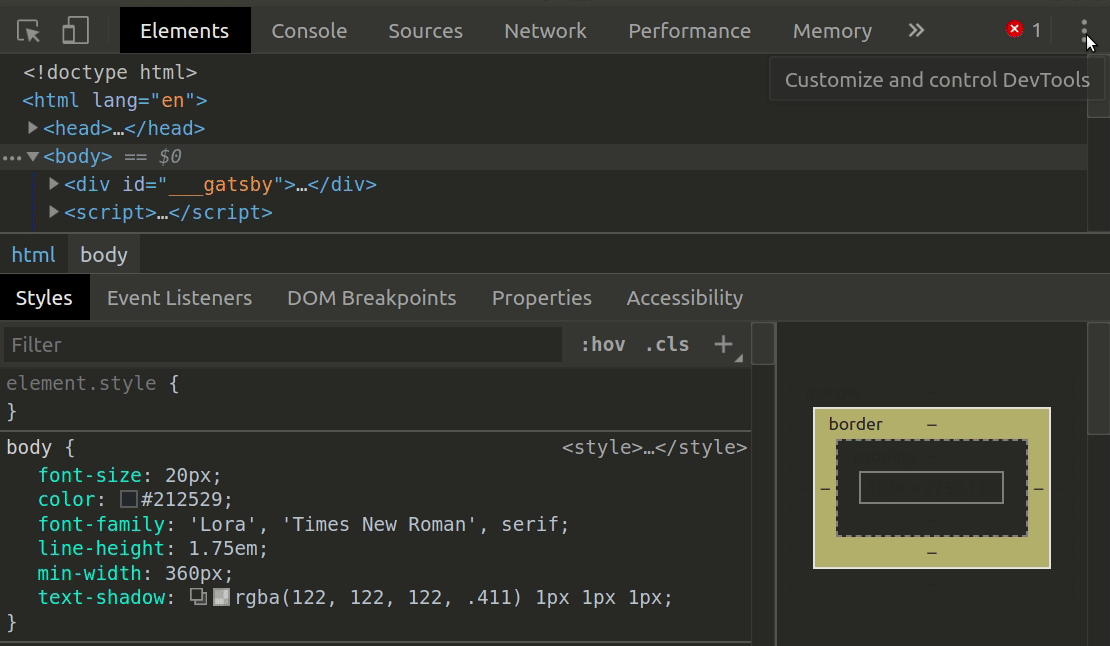 Elements Console Sources Network Performance Memory » 1
<!doctype html>
Customize and control DevTools
<html lang="en">
<head>…</head>
<body> == $0
<div id="___gatsby">…</div>
<script>…</script>
html body
Styles Event Listeners DOM Breakpoints Properties Accessibility
Filter :hov .cls +
element.style {
}
body { <style>…</style>
font-size: 20px;
color: #212529;
font-family: 'Lora', 'Times New Roman', serif;
line-height: 1.75em;
min-width: 360px;
text-shadow: rgba(122, 122, 122, .411) 1px 1px 1px;
}
border –
– –
–